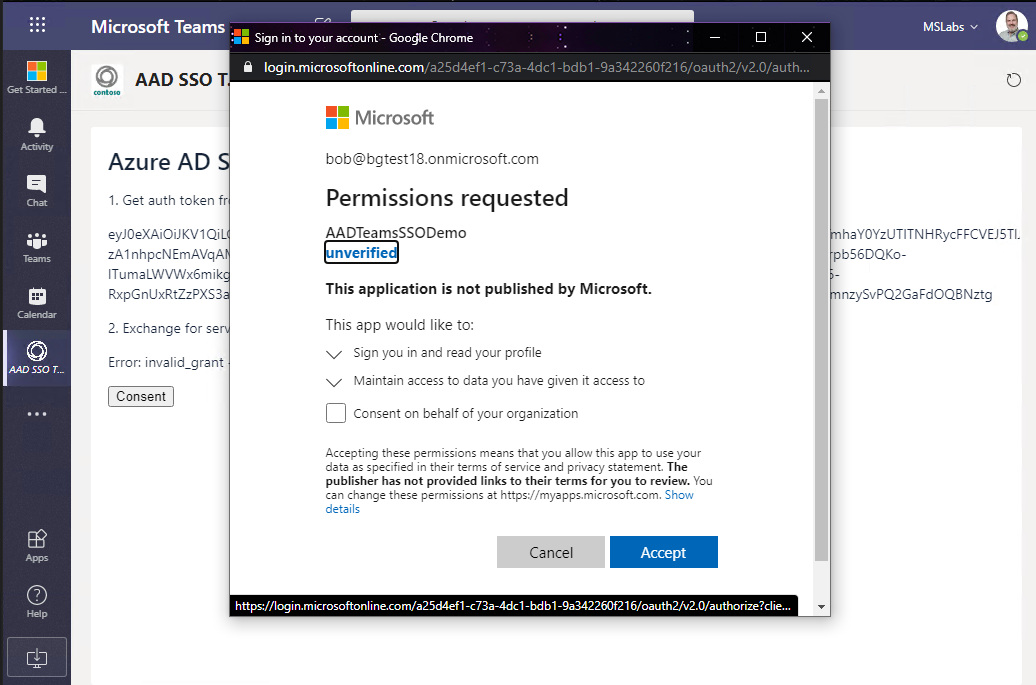 Microsoft Teams
MSLabs
Get Started ...
Activity
Chat
Teams
Calendar
AAD SSO T...
Apps
Help
contoso
AAD SSO T
Azure AD S
1. Get auth token fr
eyJ0eXAiOiJKV1QiL
mhaY0YzUTlTNHRycFFCVEJ5Tl
zA1nhpcNEmAVqA
rpb56DQKo-
ITumaLWVWx6mikg
RxpGnUxRtZzPXS3a
mnzySvPQ2GaFdOQBNztg
2. Exchange for serv
Error: invalid_grant
Consent
Sign in to your account - Google Chrome
login.microsoftonline.com/a25d4ef1-c73a-4dc1-bdb1-9a342260f216/oauth2/v2.0/auth...
Microsoft
bob@bgtest18.onmicrosoft.com
Permissions requested
AADTeamsSSODemo
unverified
This application is not published by Microsoft.
This app would like to:
Sign you in and read your profile
Maintain access to data you have given it access to
Consent on behalf of your organization
Accepting these permissions means that you allow this app to use your
data as specified in their terms of service and privacy statement. The
publisher has not provided links to their terms for you to review. You
can change these permissions at https://myapps.microsoft.com. Show
details
Cancel
Accept
https://login.microsoftonline.com/a25d4ef1-c73a-4dc1-bdb1-9a342260f216/oauth2/v2.0/authorize?clie...